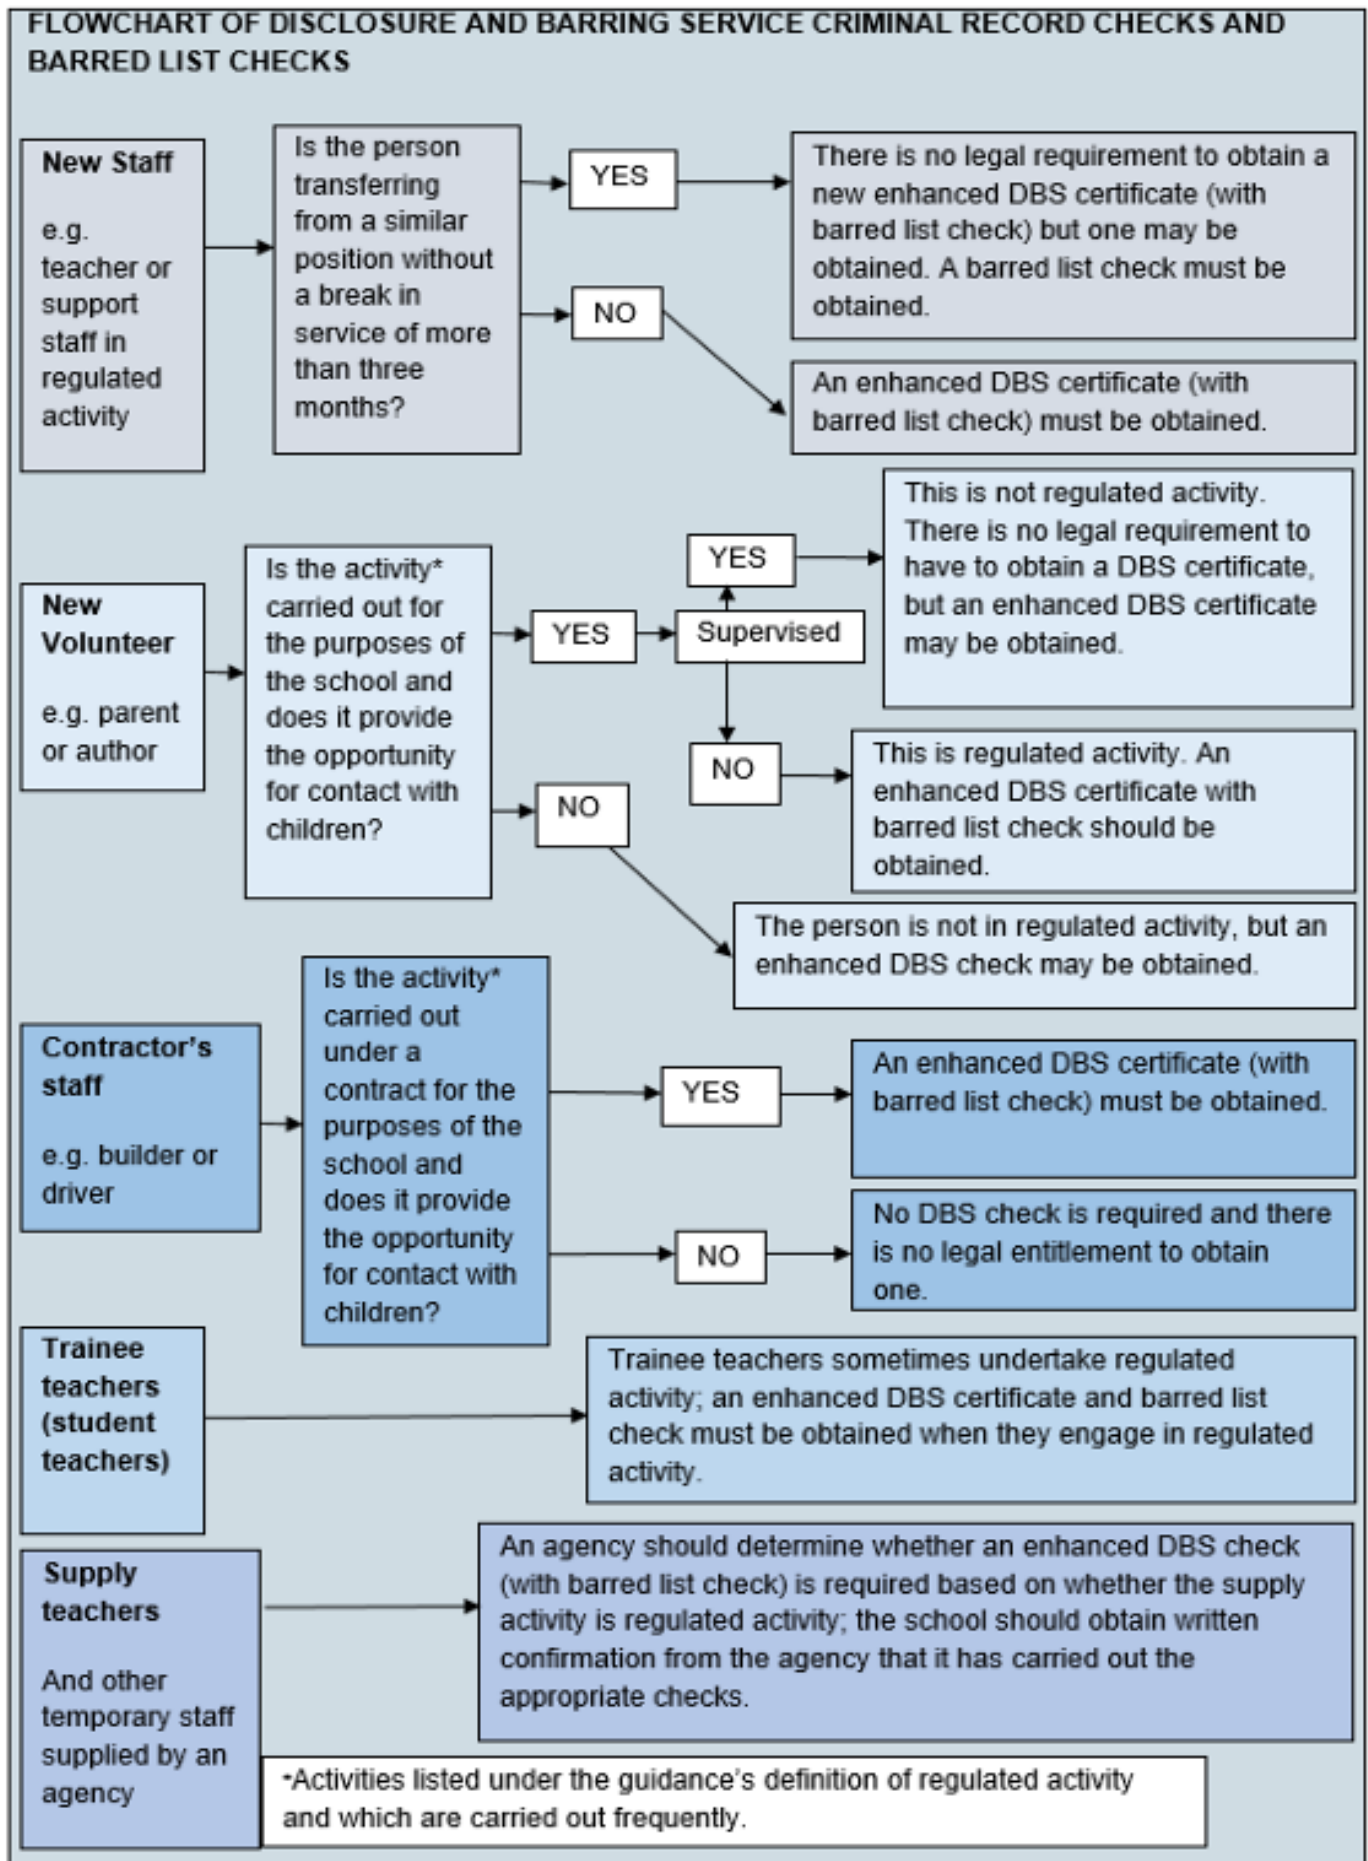 FLOWCHART OF DISCLOSURE AND BARRING SERVICE CRIMINAL RECORD CHECKS AND
BARRED LIST CHECKS
New Staff
e.g.
teacher or
support
staff in
regulated
activity
Is the person
transferring
from a similar
position without
a break in
service of more
than three
months?
YES
There is no legal requirement to obtain a
new enhanced DBS certificate (with
barred list check) but one may be
obtained. A barred list check must be
obtained.
NO
An enhanced DBS certificate (with
barred list check) must be obtained.
New
Volunteer
e.g. parent
or author
Is the activity*
carried out for
the purposes of
the school and
does it provide
the opportunity
for contact with
children?
YES
Supervised
YES
This is not regulated activity.
There is no legal requirement to
have to obtain a DBS certificate,
but an enhanced DBS certificate
may be obtained.
NO
This is regulated activity. An
enhanced DBS certificate with
barred list check should be
obtained.
NO
The person is not in regulated activity, but an
enhanced DBS check may be obtained.
Contractor's
staff
e.g. builder or
driver
Is the activity*
carried out
under a
contract for the
purposes of the
school and
does it provide
the opportunity
for contact with
children?
YES
An enhanced DBS certificate (with
barred list check) must be obtained.
NO
No DBS check is required and there
is no legal entitlement to obtain
one.
Trainee
teachers
(student
teachers)
Trainee teachers sometimes undertake regulated
activity; an enhanced DBS certificate and barred list
check must be obtained when they engage in regulated
activity.
Supply
teachers
And other
temporary staff
supplied by an
agency
An agency should determine whether an enhanced DBS check
(with barred list check) is required based on whether the supply
activity is regulated activity; the school should obtain written
confirmation from the agency that it has carried out the
appropriate checks.
*Activities listed under the guidance's definition of regulated activity
and which are carried out frequently.